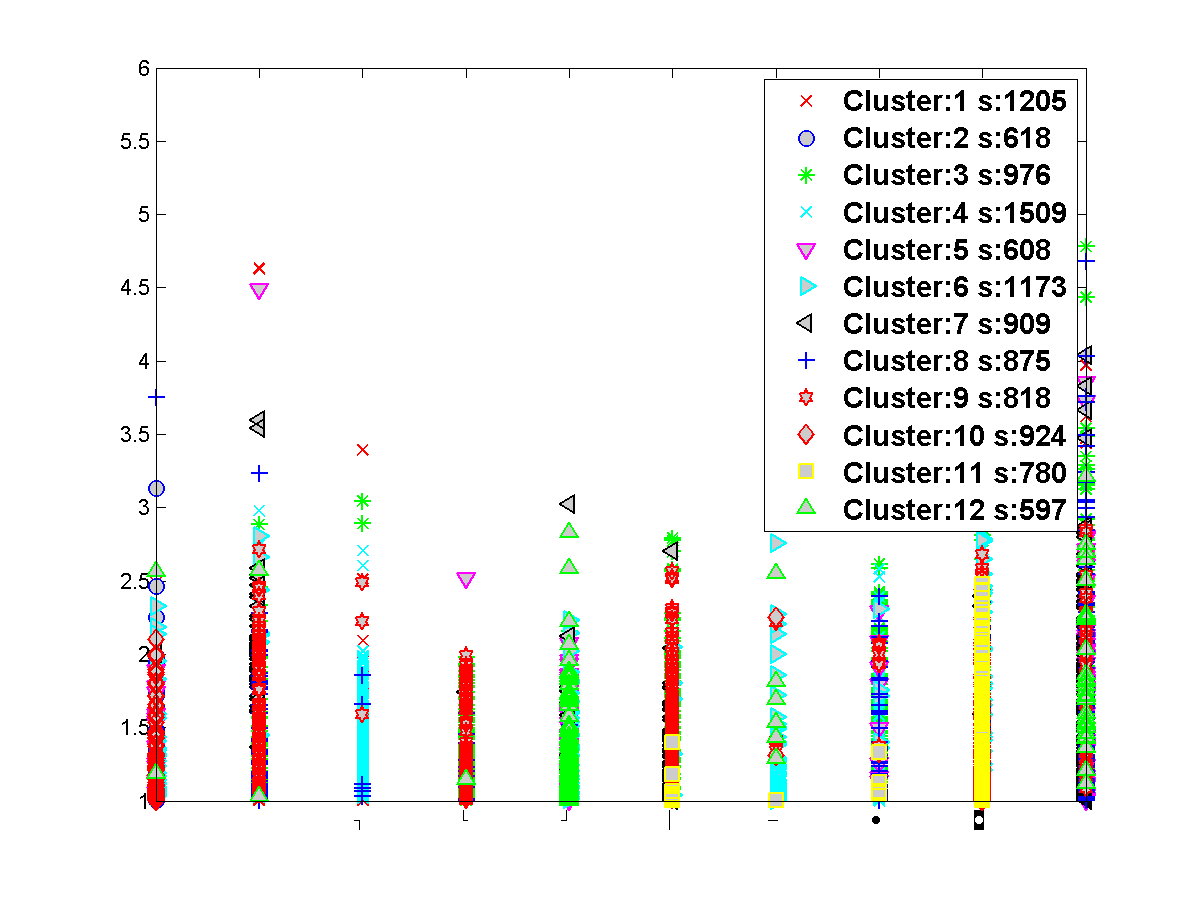 6
5.5
5
4.5
4
3.5
3
2.5
2
1.5
1
Cluster:1 s:1205
Cluster:2 s:618
Cluster:3 s:976
Cluster:4 s:1509
Cluster:5 s:608
Cluster:6 s:1173
Cluster:7 s:909
Cluster:8 s:875
Cluster:9 s:818
Cluster:10 s:924
Cluster:11 s:780
Cluster:12 s:597